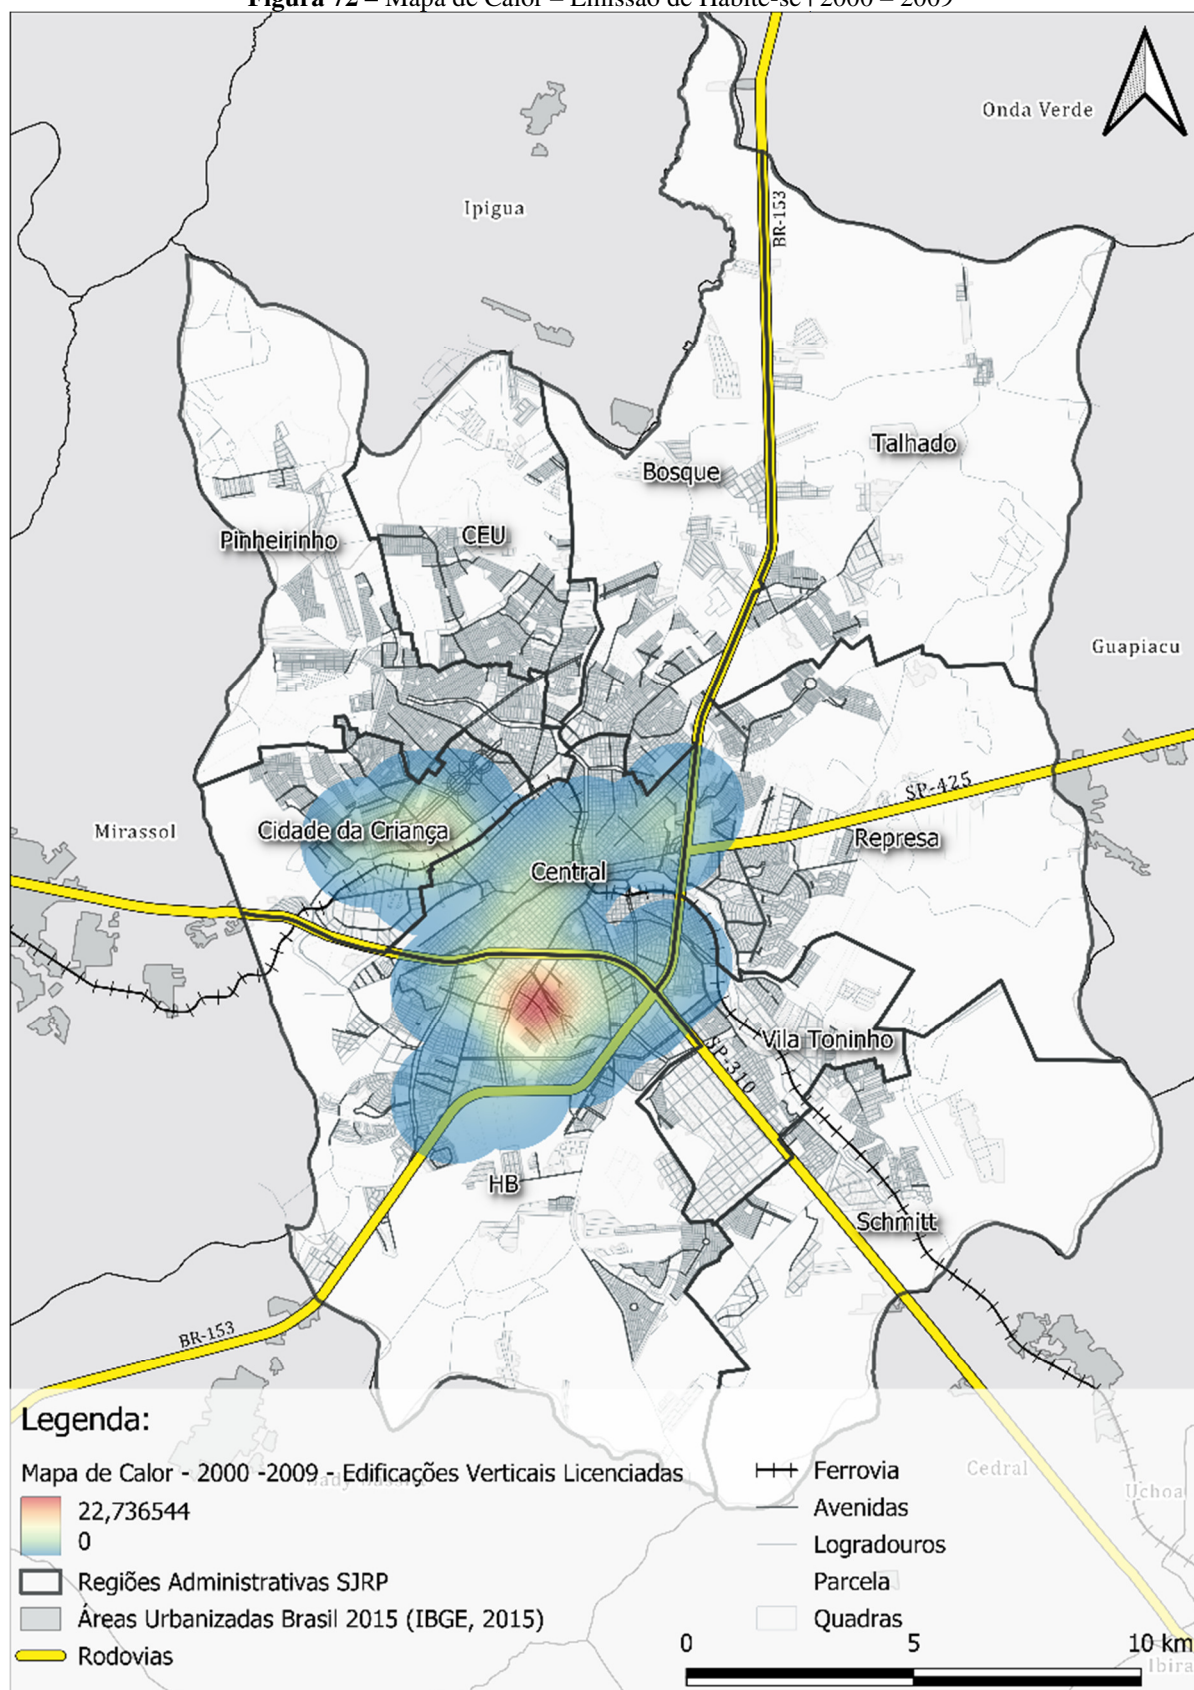 Figura 72 – Mapa de Calor – Emissão de Habite-se | 2000 – 2009
Onda Verde
Ipigua
BR-153
Talhado
Bosque
Pinheirinho
CEU
Guapiacu
SP-425
Mirassol
Cidade da Criança
Represa
Central
Vila Toninho
SP-310
HB
Schmitt
BR-153
Legenda:
Mapa de Calor - 2000 -2009 - Edificações Verticais Licenciadas
22,736544
0
Regiões Administrativas SJRP
Áreas Urbanizadas Brasil 2015 (IBGE, 2015)
Rodovias
Ferrovia
Avenidas
Logradouros
Parcela
Quadras
Cedral
Uchoa
Ibira
0 5 10 km